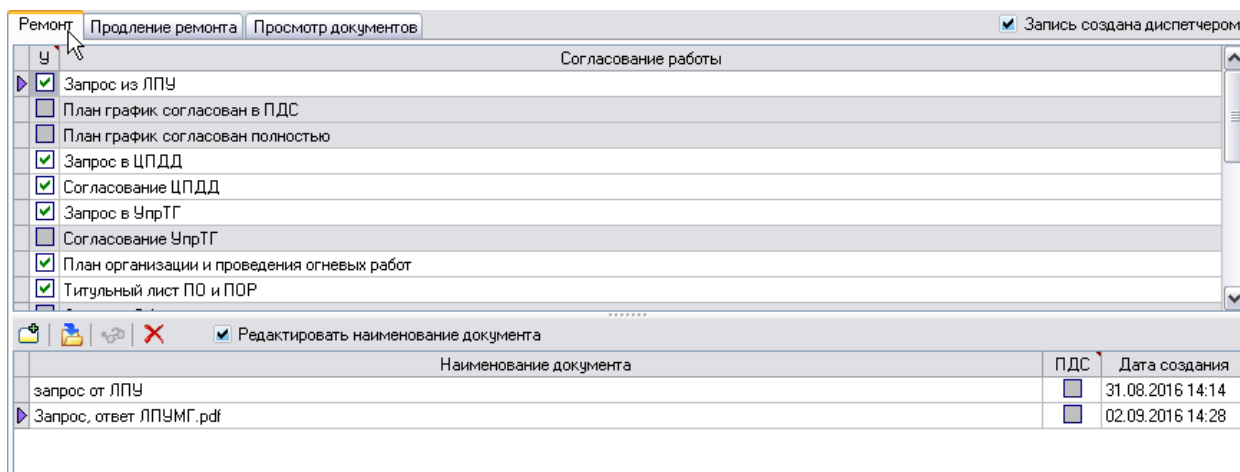 Ремонт Продление ремонта Просмотр документов Запись создана диспетчером
У Согласование работы
Запрос из ЛПУ
План график согласован в ПДС
План график согласован полностью
Запрос в ЦПДД
Согласование ЦПДД
Запрос в УпрТГ
Согласование УпрТГ
План организации и проведения огневых работ
Титульный лист ПО и ПОР
Редактировать наименование документа
Наименование документа ПДС Дата создания
запрос от ЛПУ 31.08.2016 14:14
Запрос, ответ ЛПУМГ.pdf 02.09.2016 14:28